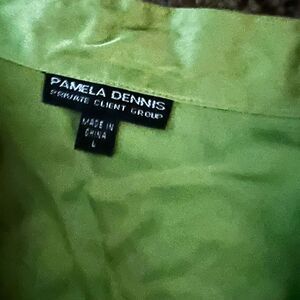 PAMELA DENNIS
PRIVATE CLIENT GROUP
MADE IN
CHINA
L